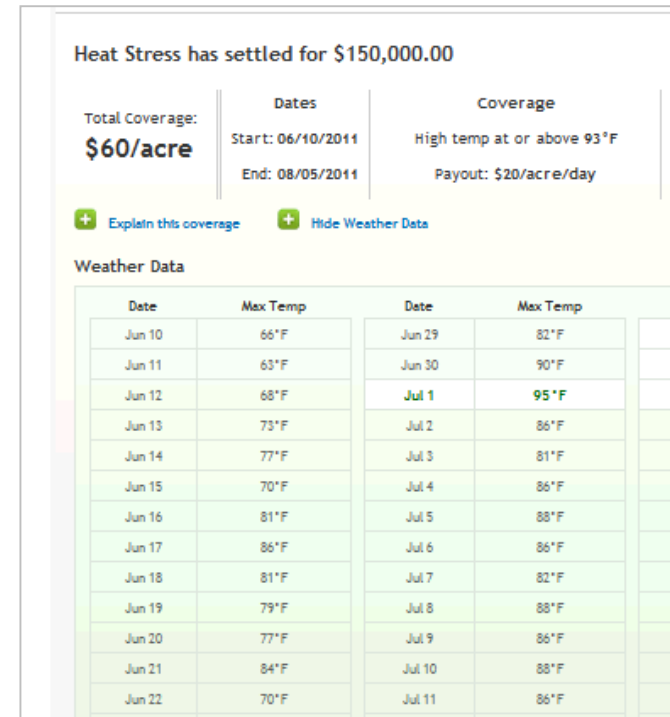 Heat Stress has settled for $150,000.00
Total Coverage:
$60/acre
Dates
Start: 06/10/2011
End: 08/05/2011
Coverage
High temp at or above 93°F
Payout: $20/acre/day
Explain this coverage Hide Weather Data
Weather Data
Date Max Temp Date Max Temp
Jun 10 66°F Jun 29 82°F
Jun 11 63°F Jun 30 90°F
Jun 12 68°F Jul 1 95°F
Jun 13 73°F Jul 2 86°F
Jun 14 77°F Jul 3 81°F
Jun 15 70°F Jul 4 86°F
Jun 16 81°F Jul 5 88°F
Jun 17 86°F Jul 6 86°F
Jun 18 81°F Jul 7 82°F
Jun 19 79°F Jul 8 88°F
Jun 20 77°F Jul 9 86°F
Jun 21 84°F Jul 10 88°F
Jun 22 70°F Jul 11 86°F